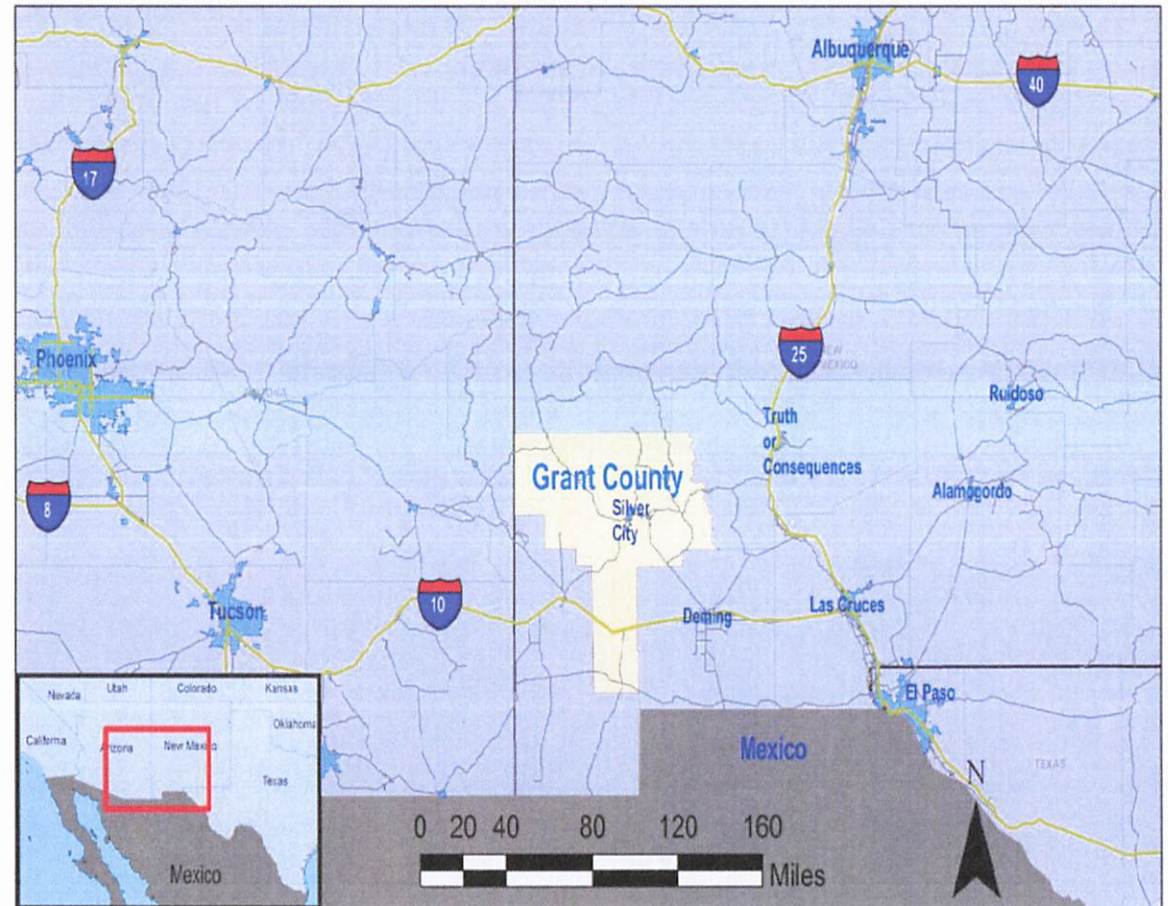 Albuquerque
40
17
Phoenix
25
NEW
MEXICO
Ruidoso
Truth
or
Consequences
Grant County
Silver
City
Alamogordo
8
10
Tucson
Deming
Las Cruces
El Paso
Mexico
N
TEXAS
Nevada
Utah
Colorado
Kansas
Oklahoma
California
Arizona
New Mexico
Texas
Mexico
0 20 40 80 120 160
Miles